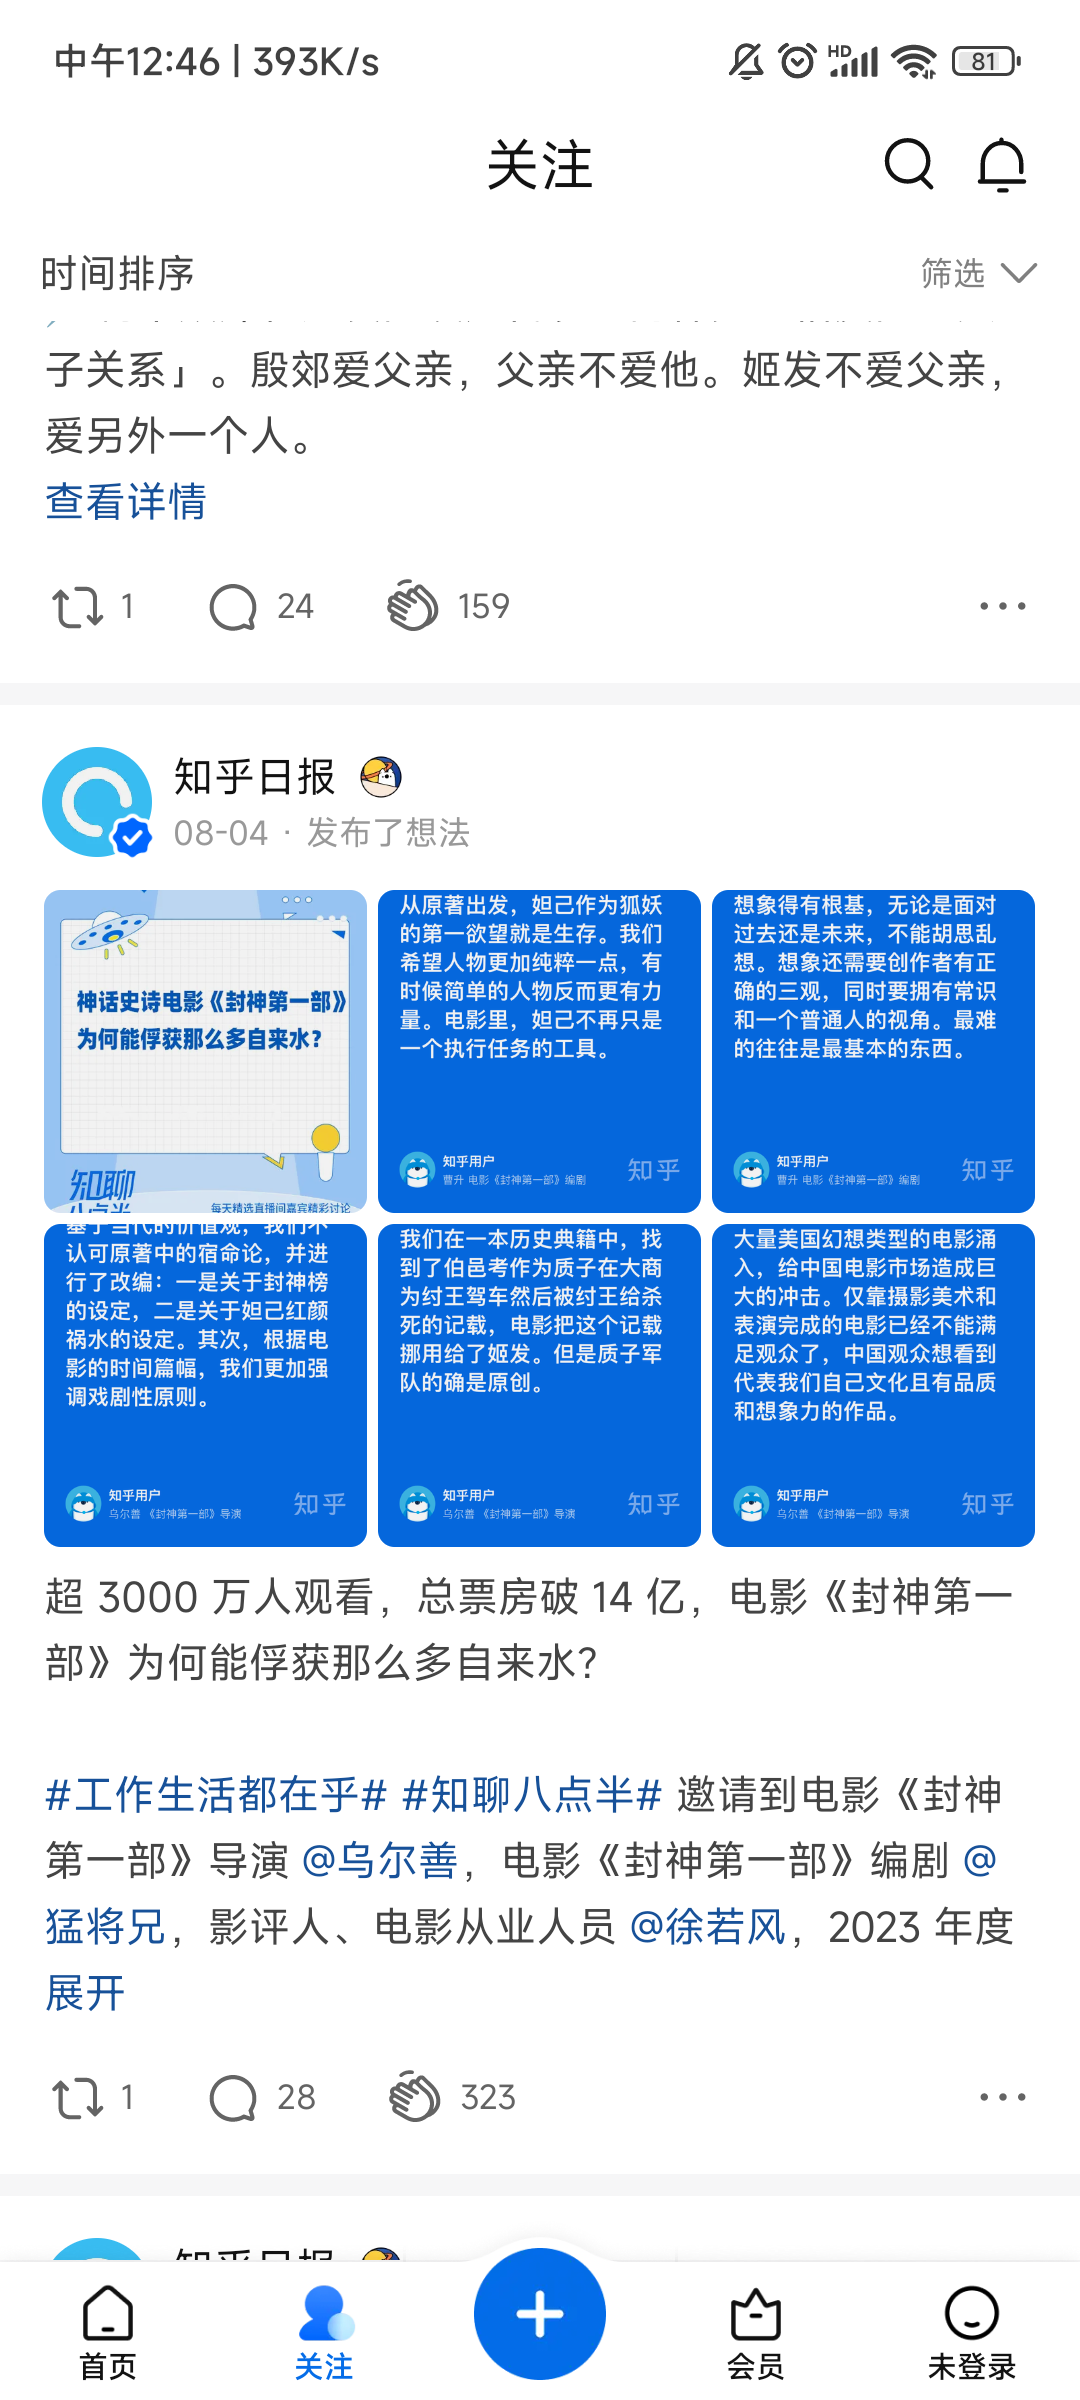 中午12:46 | 393K/s
HD
81
关注
时间排序
筛选
子关系」。殷郊爱父亲，父亲不爱他。姬发不爱父亲，
爱另外一个人。
查看详情
1
24
159
知乎日报
08-04 · 发布了想法
神话史诗电影《封神第一部》
为何能俘获那么多自来水？
知聊
八点半
每天精选直播间嘉宾精彩讨论
从原著出发，妲己作为狐妖
的第一欲望就是生存。我们
希望人物更加纯粹一点，有
时候简单的人物反而更有力
量。电影里，妲己不再只是
一个执行任务的工具。
知乎用户
曹升 电影《封神第一部》编剧
知乎
想象得有根基，无论是面对
过去还是未来，不能胡思乱
想。想象还需要创作者有正
确的三观，同时要拥有常识
和一个普通人的视角。最难
的往往是最基本的东西。
知乎用户
曹升 电影《封神第一部》编剧
知乎
基于当代的价值观，我们不
认可原著中的宿命论，并进
行了改编：一是关于封神榜
的设定，二是关于妲己红颜
祸水的设定。其次，根据电
影的时间篇幅，我们更加强
调戏剧性原则。
知乎用户
乌尔善 《封神第一部》导演
知乎
我们在一本历史典籍中，找
到了伯邑考作为质子在大商
为纣王驾车然后被纣王给杀
死的记载，电影把这个记载
挪用给了姬发。但是质子军
队的确是原创。
知乎用户
乌尔善 《封神第一部》导演
知乎
大量美国幻想类型的电影涌
入，给中国电影市场造成巨
大的冲击。仅靠摄影美术和
表演完成的电影已经不能满
足观众了，中国观众想看到
代表我们自己文化且有品质
和想象力的作品。
知乎用户
乌尔善 《封神第一部》导演
知乎
超 3000 万人观看，总票房破 14 亿，电影《封神第一
部》为何能俘获那么多自来水？
#工作生活都在乎# #知聊八点半# 邀请到电影《封神
第一部》导演 @乌尔善，电影《封神第一部》编剧 @
猛将兄，影评人、电影从业人员 @徐若风，2023 年度
展开
1
28
323
知乎日报
首页
关注
会员
未登录